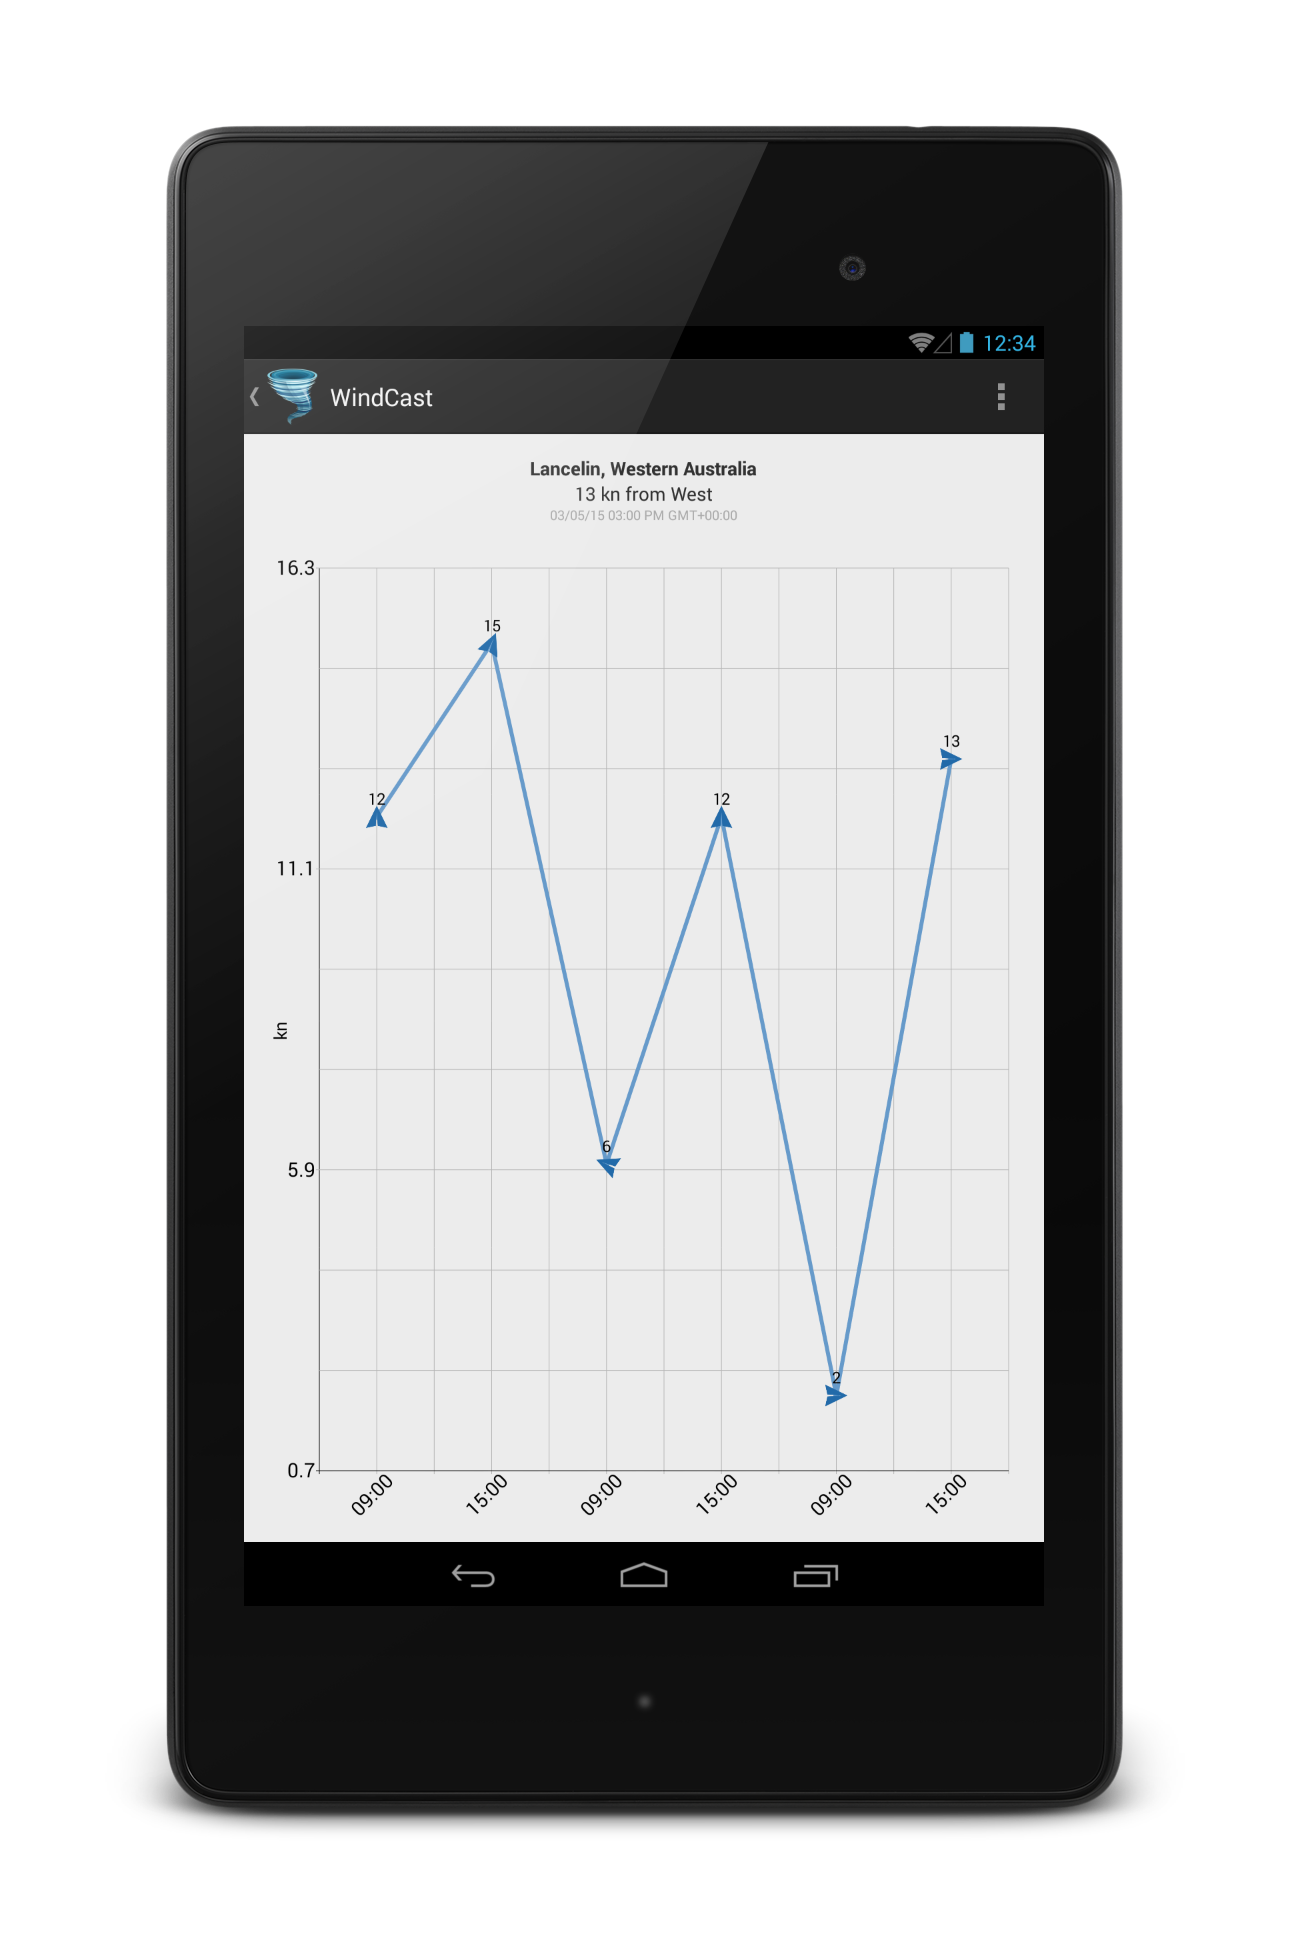 12:34
WindCast
Lancelin, Western Australia
13 kn from West
03/05/15 03:00 PM GMT+00:00
16.3
15
13
12
12
11.1
kn
6
5.9
2
0.7
09:00 15:00 09:00 15:00 09:00 15:00